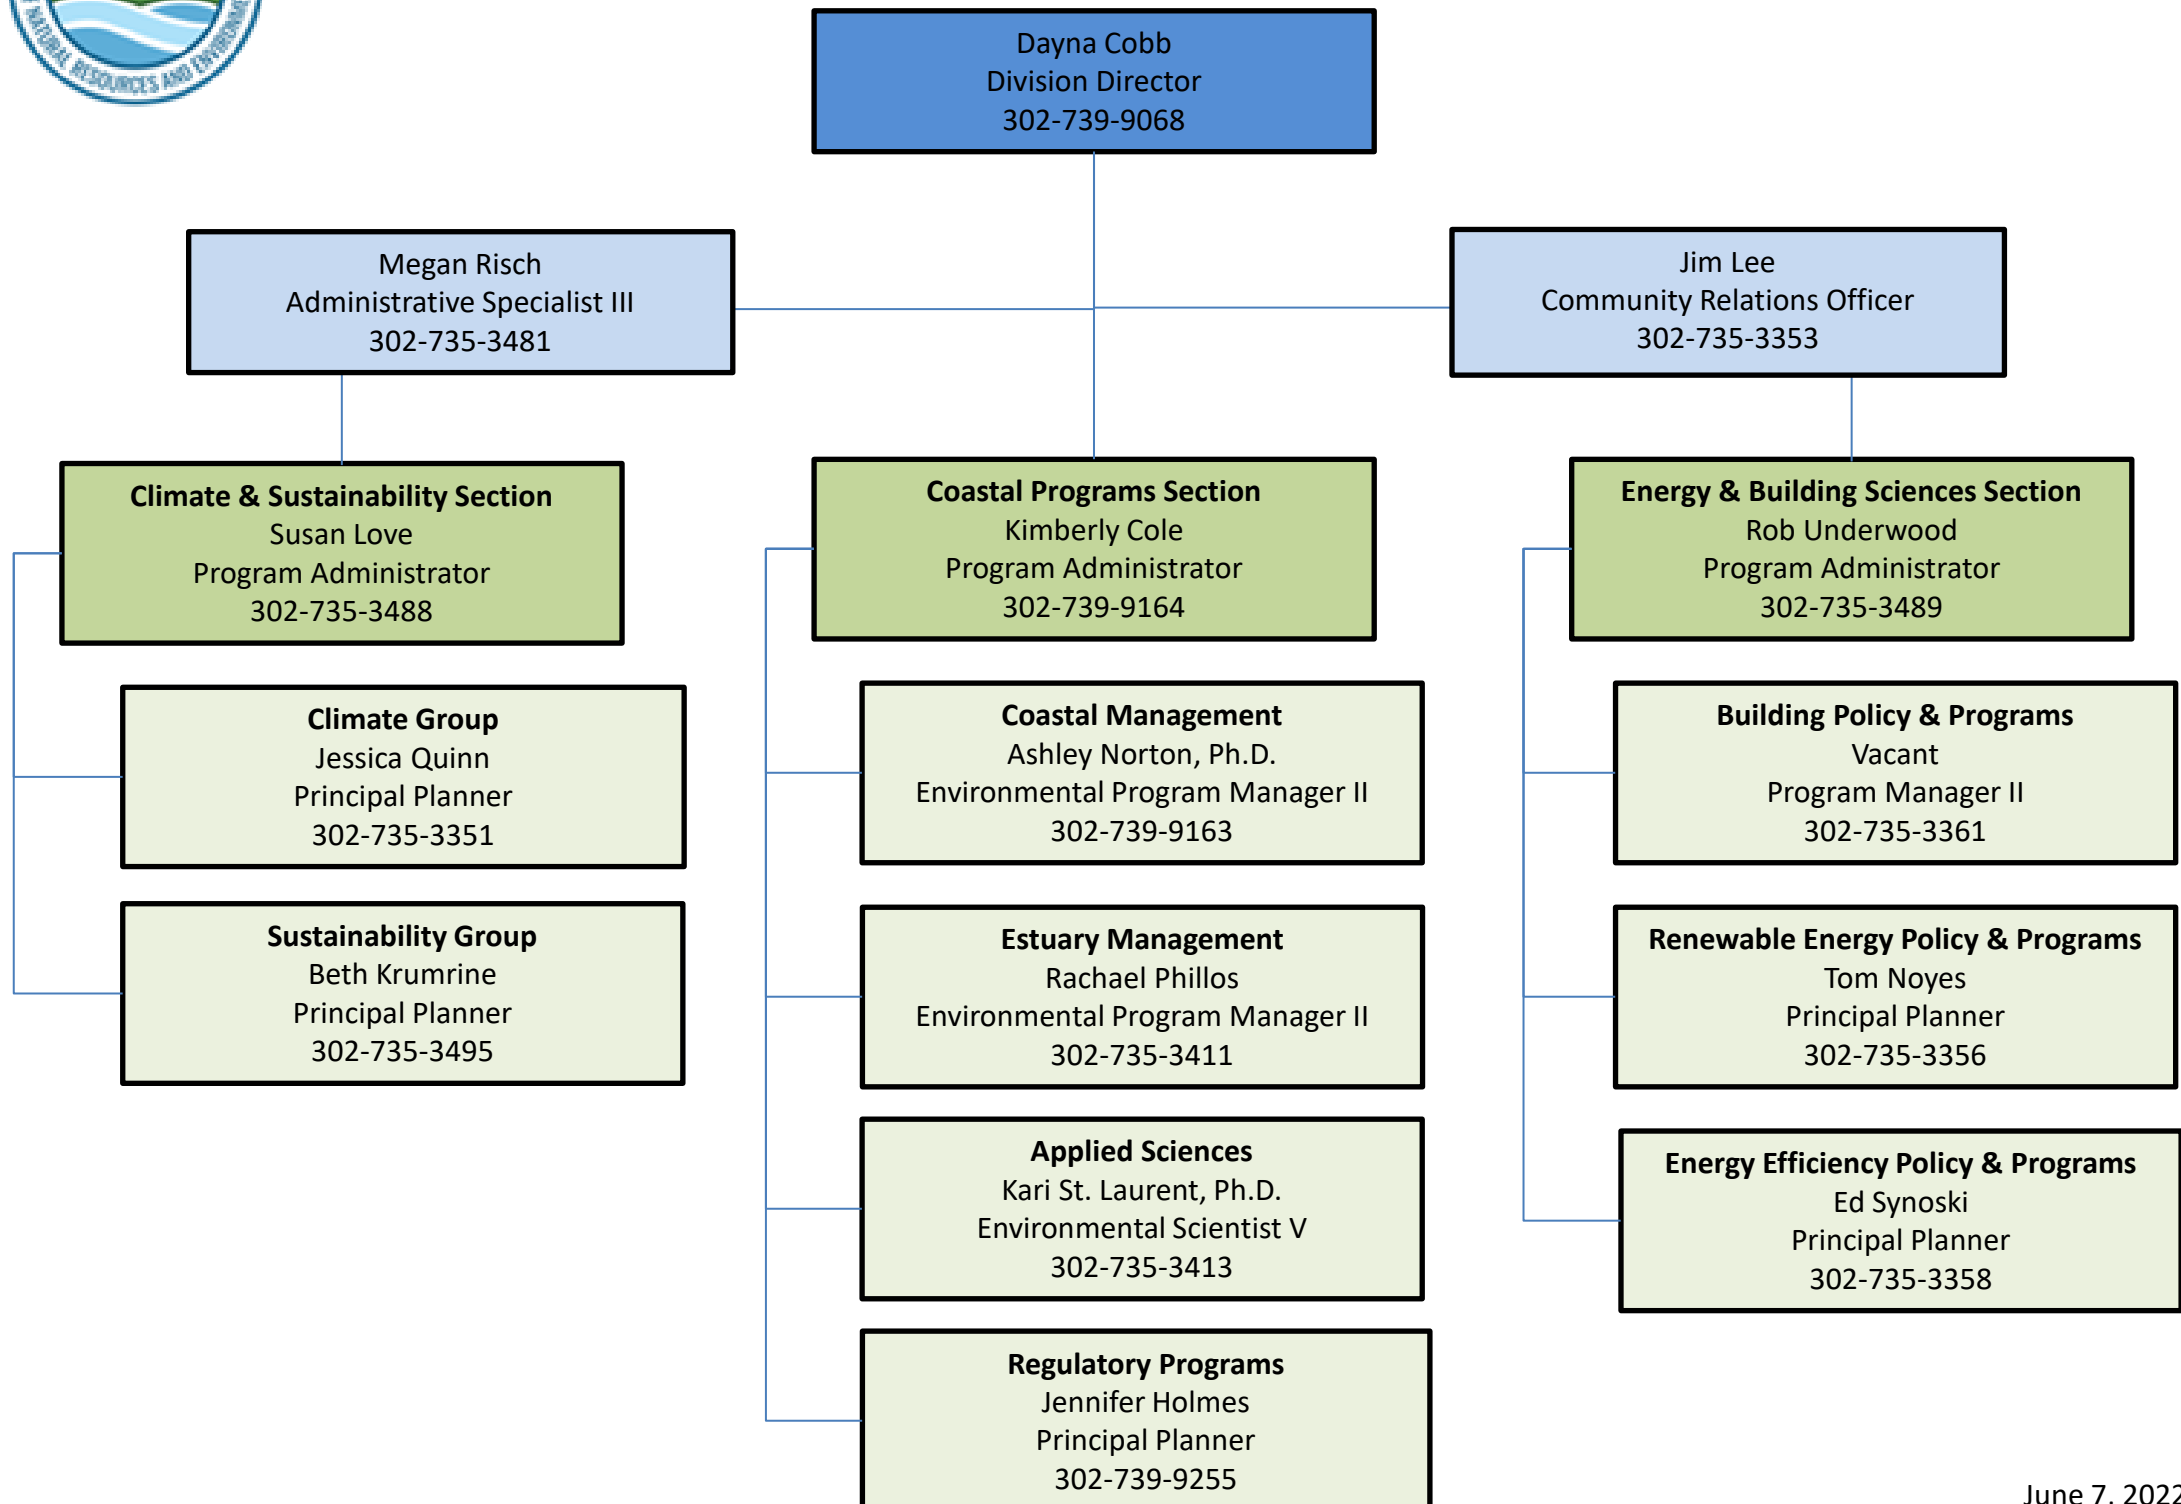 NATURAL RESOURCES AND
Dayna Cobb
Division Director
302-739-9068
Megan Risch
Administrative Specialist III
302-735-3481
Jim Lee
Community Relations Officer
302-735-3353
Climate & Sustainability Section
Susan Love
Program Administrator
302-735-3488
Coastal Programs Section
Kimberly Cole
Program Administrator
302-739-9164
Energy & Building Sciences Section
Rob Underwood
Program Administrator
302-735-3489
Climate Group
Jessica Quinn
Principal Planner
302-735-3351
Sustainability Group
Beth Krumrine
Principal Planner
302-735-3495
Coastal Management
Ashley Norton, Ph.D.
Environmental Program Manager II
302-739-9163
Estuary Management
Rachael Phillos
Environmental Program Manager II
302-735-3411
Applied Sciences
Kari St. Laurent, Ph.D.
Environmental Scientist V
302-735-3413
Regulatory Programs
Jennifer Holmes
Principal Planner
302-739-9255
Building Policy & Programs
Vacant
Program Manager II
302-735-3361
Renewable Energy Policy & Programs
Tom Noyes
Principal Planner
302-735-3356
Energy Efficiency Policy & Programs
Ed Synoski
Principal Planner
302-735-3358
June 7, 2022